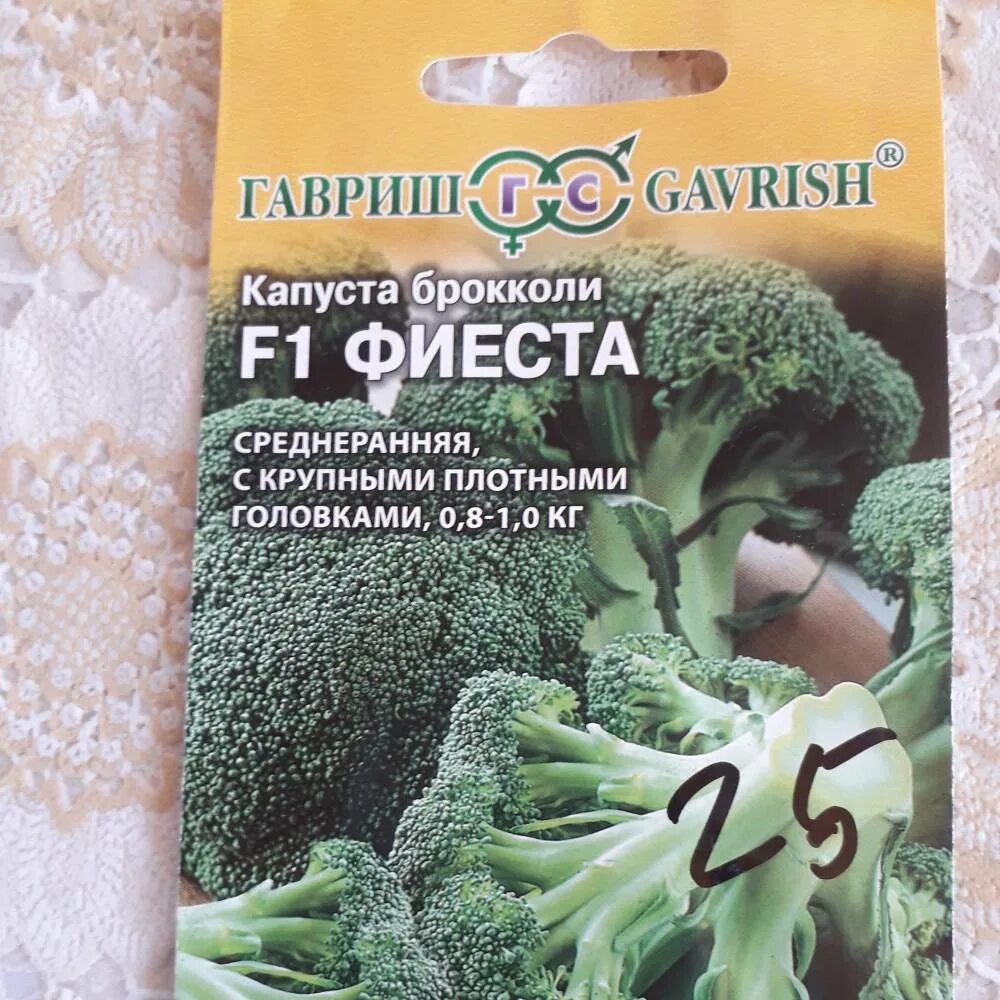 ГАВРИШ ГС GAVRISH®
Капуста брокколи
F1 ФИЕСТА
СРЕДНЕРАННЯЯ,
С КРУПНЫМИ ПЛОТНЫМИ
ГОЛОВКАМИ, 0,8-1,0 КГ
25